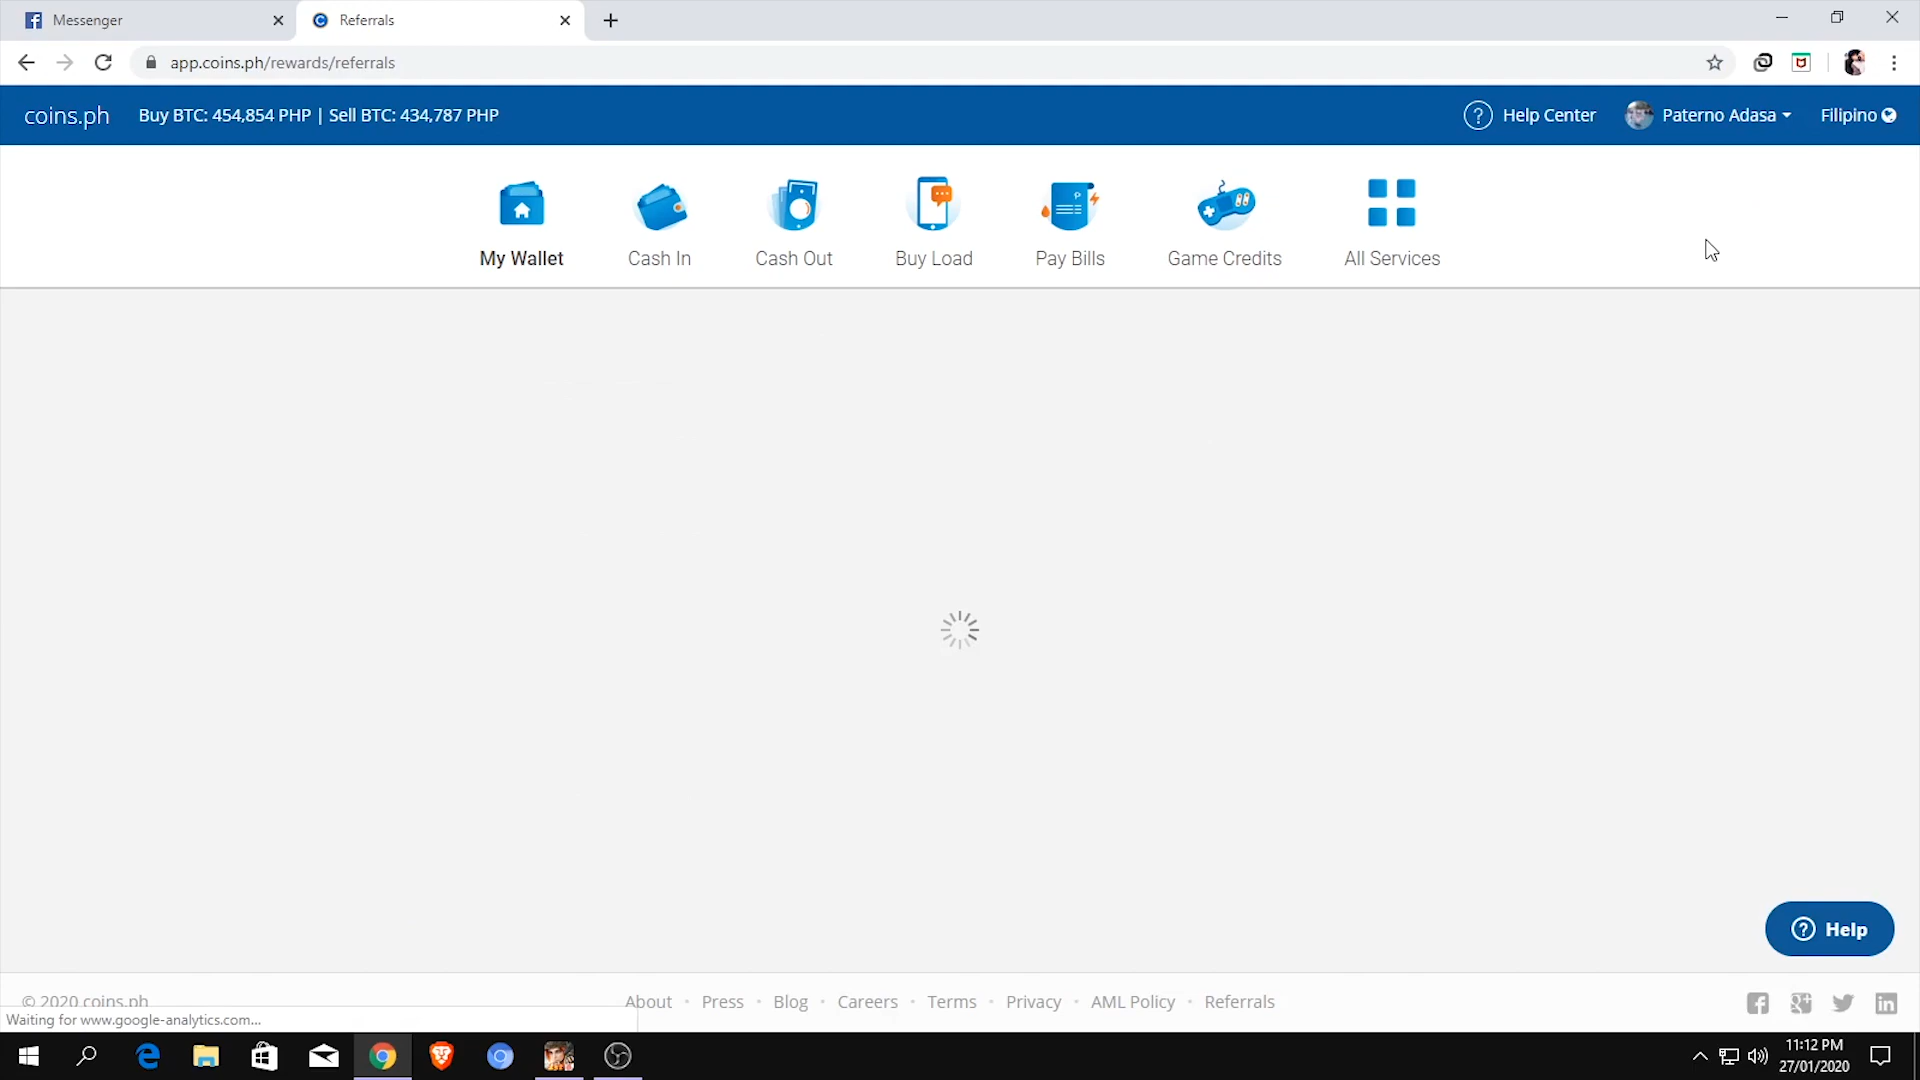 Messenger
Referrals
app.coins.ph/rewards/referrals
coins.ph
Buy BTC: 454,854 PHP | Sell BTC: 434,787 PHP
Help Center
Paterno Adasa
Filipino
My Wallet
Cash In
Cash Out
Buy Load
Pay Bills
Game Credits
All Services
Help
© 2020 coins.ph
About • Press • Blog • Careers • Terms • Privacy • AML Policy • Referrals
Waiting for www.google-analytics.com...
11:12 PM
27/01/2020